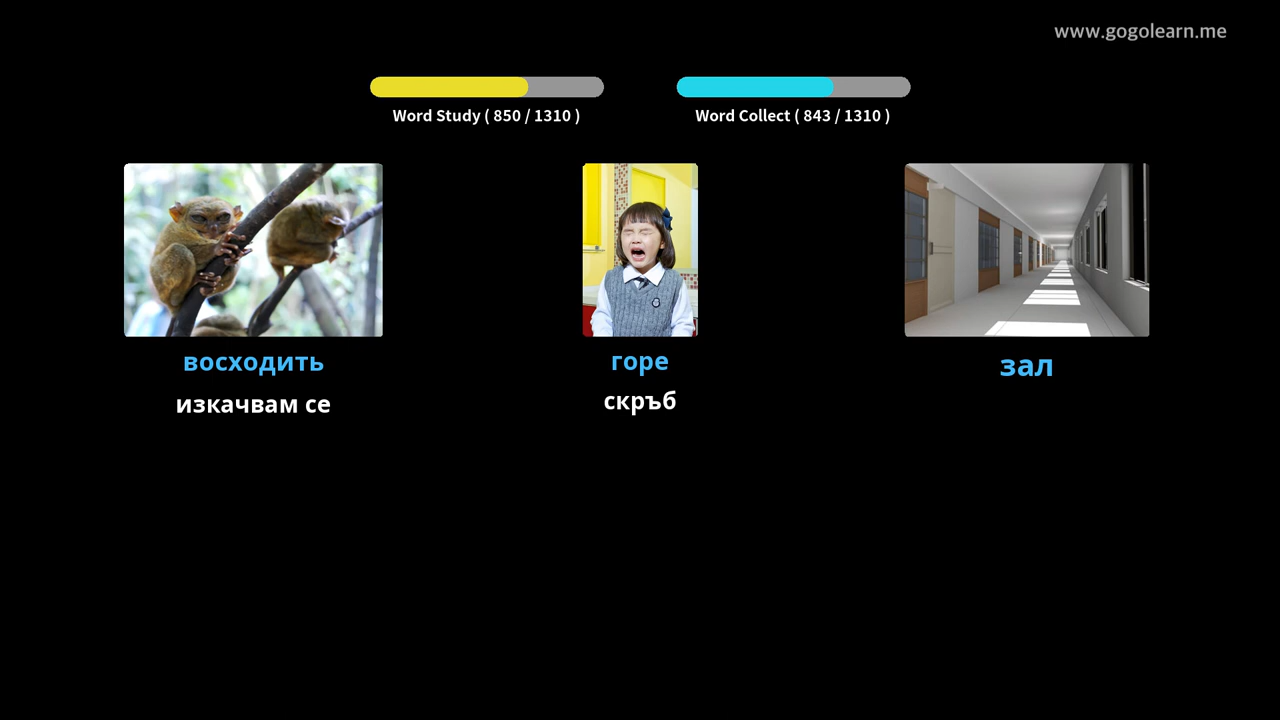 www.gogolearn.me
Word Study ( 850 / 1310 )
Word Collect ( 843 / 1310 )
восходить
изкачвам се
горе
скръб
зал